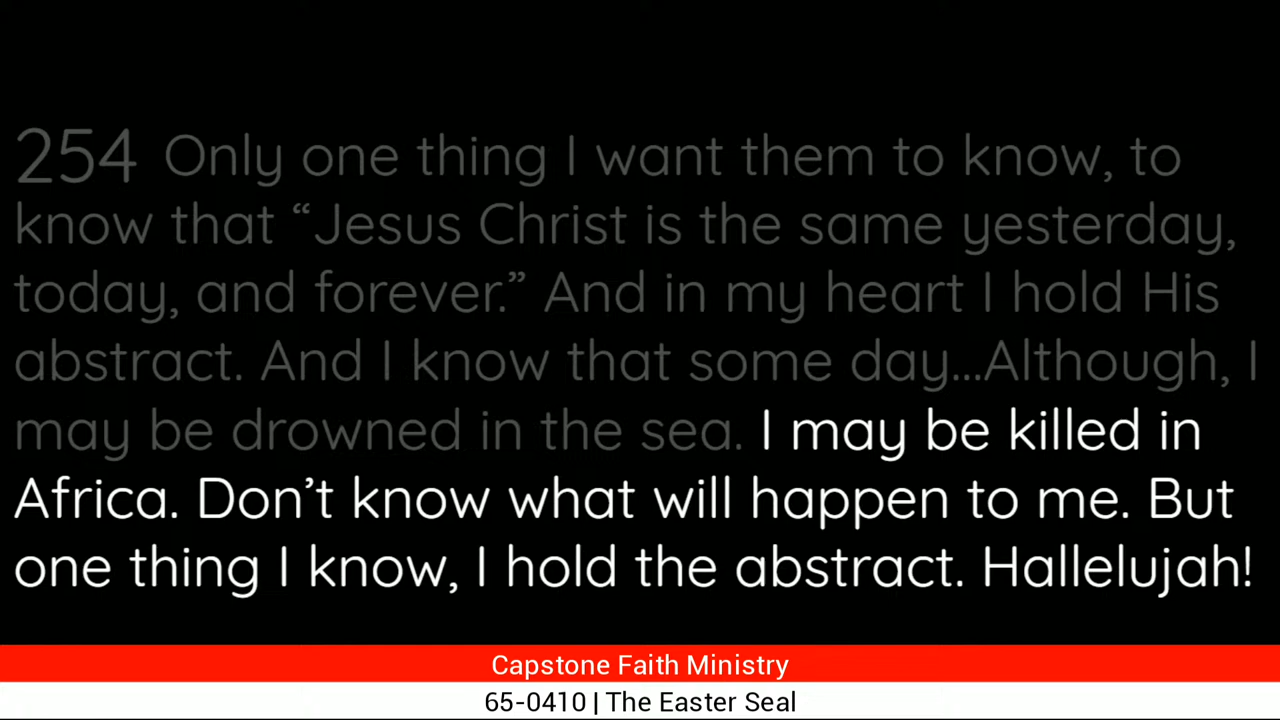 254 Only one thing I want them to know, to
know that “Jesus Christ is the same yesterday,
today, and forever.” And in my heart I hold His
abstract. And I know that some day...Although, I
may be drowned in the sea. I may be killed in
Africa. Don’t know what will happen to me. But
one thing I know, I hold the abstract. Hallelujah!
Capstone Faith Ministry
65-0410 | The Easter Seal